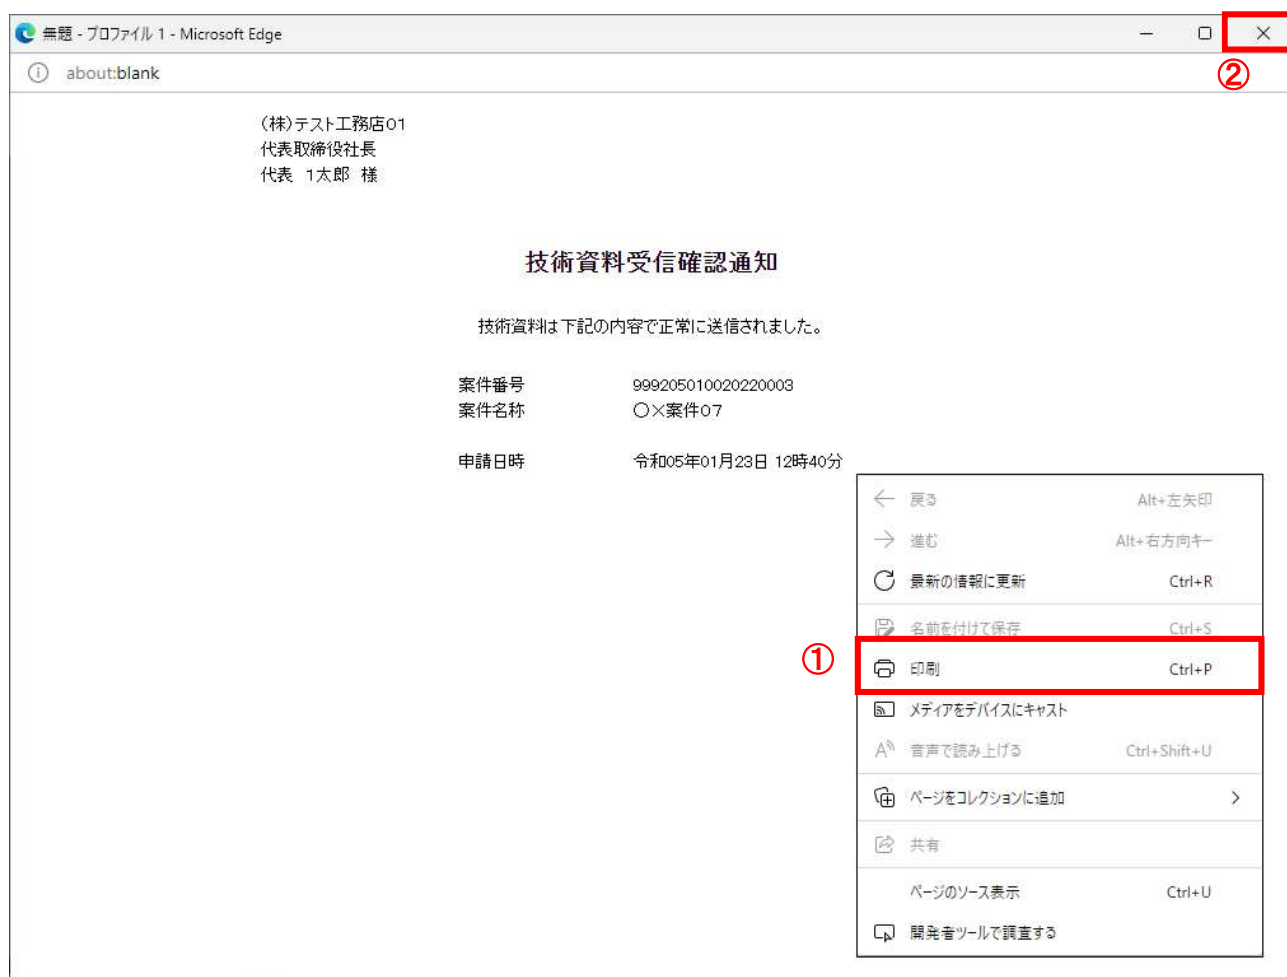 無題 - プロファイル 1 - Microsoft Edge
about:blank
②
(株)テスト工務店01
代表取締役社長
代表 1太郎 様
技術資料受信確認通知
技術資料は下記の内容で正常に送信されました。
案件番号 999205010020220003
案件名称 〇×案件07
申請日時 令和05年01月23日 12時40分
戻る Alt+左矢印
進む Alt+右方向キー
最新の情報に更新 Ctrl+R
名前を付けて保存 Ctrl+S
① 印刷 Ctrl+P
メディアをデバイスにキャスト
音声で読み上げる Ctrl+Shift+U
ページをコレクションに追加
共有
ページのソース表示 Ctrl+U
開発者ツールで調査する